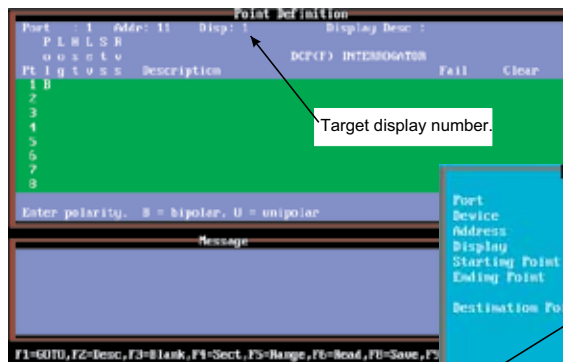 Point Definition
Port : 1 Addr: 11 Disp: 1 Display Desc :
P L H L S R
o o s c t v
DCP(F) INTERROGATOR
Pt l g t v s s Description Fail Clear
1 B
2
3
4
5
6
7
8
Target display number.
Enter polarity. B = bipolar, U = unipolar
Message
F1=GOTO,F2=Desc,F3=Blank,F4=Sect,F5=Range,F6=Read,F8=Save,F9
Port
Device
Address
Display
Starting Point
Ending Point
Destination Po